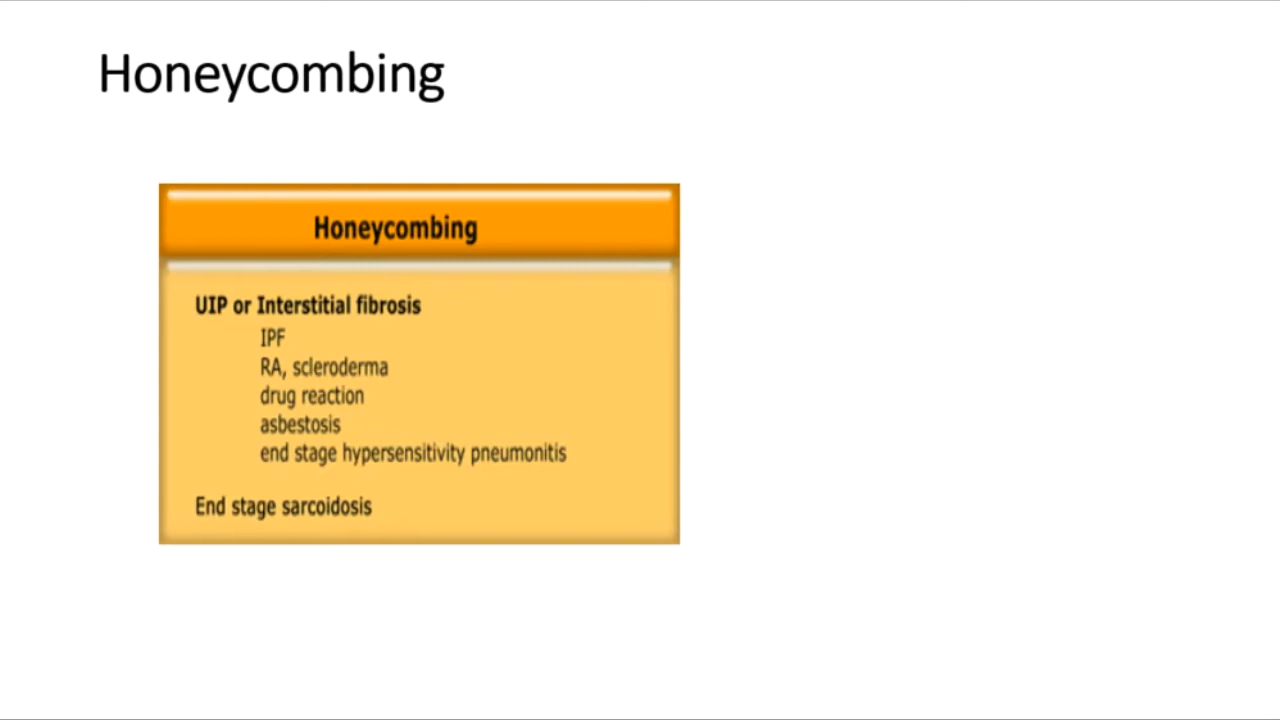 Honeycombing
Honeycombing
UIP or Interstitial fibrosis
IPF
RA, scleroderma
drug reaction
asbestosis
end stage hypersensitivity pneumonitis
End stage sarcoidosis